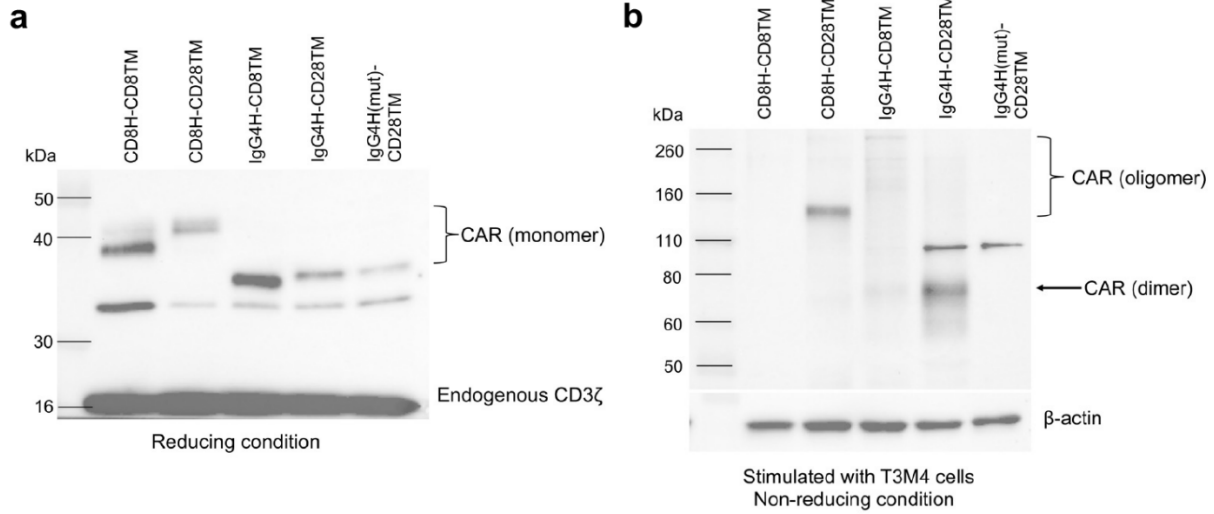 a
CD8H-CD8TM
CD8H-CD28TM
IgG4H-CD8TM
IgG4H-CD28TM
IgG4H(mut)-
CD28TM
kDa
50
40
30
16
CAR (monomer)
Endogenous CD3ζ
Reducing condition
b
CD8H-CD8TM
CD8H-CD28TM
IgG4H-CD8TM
IgG4H-CD28TM
IgG4H(mut)-
CD28TM
kDa
260
160
110
80
60
50
CAR (oligomer)
CAR (dimer)
β-actin
Stimulated with T3M4 cells
Non-reducing condition